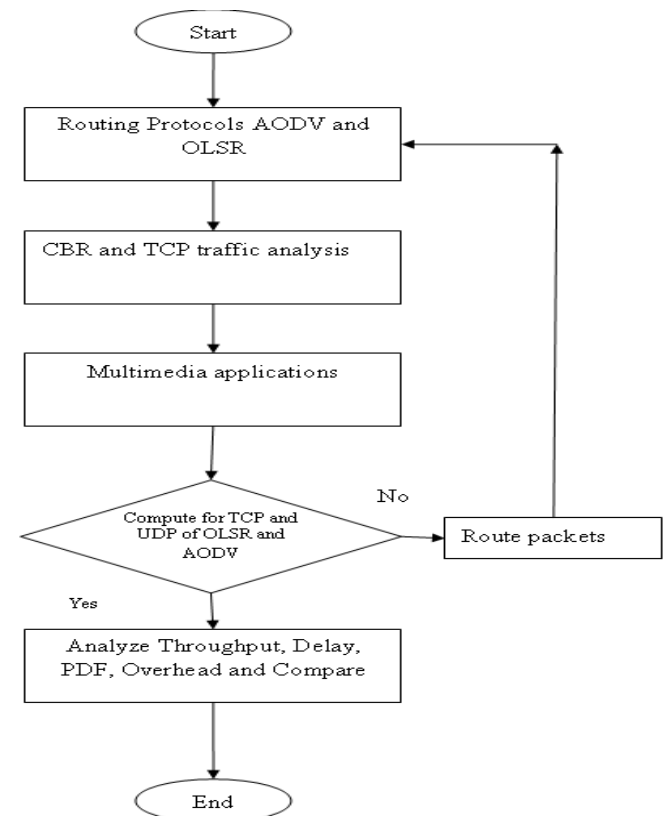 Start
Routing Protocols AODV and
OLSR
CBR and TCP traffic analysis
Multimedia applications
No
Compute for TCP and
UDP of OLSR and
AODV
Route packets
Yes
Analyze Throughput, Delay,
PDF, Overhead and Compare
End